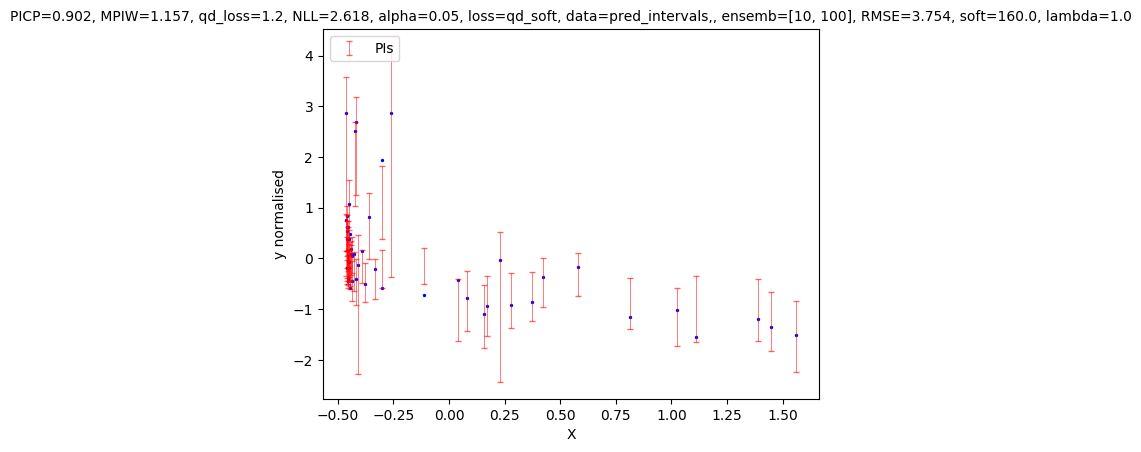 PICP=0.902, MPIW=1.157, qd_loss=1.2, NLL=2.618, alpha=0.05, loss=qd_soft, data=pred_intervals,, ensemb=[10, 100], RMSE=3.754, soft=160.0, lambda=1.0
PIs
4
3
2
1
0
−1
−2
y normalised
−0.50 −0.25 0.00 0.25 0.50 0.75 1.00 1.25 1.50
X